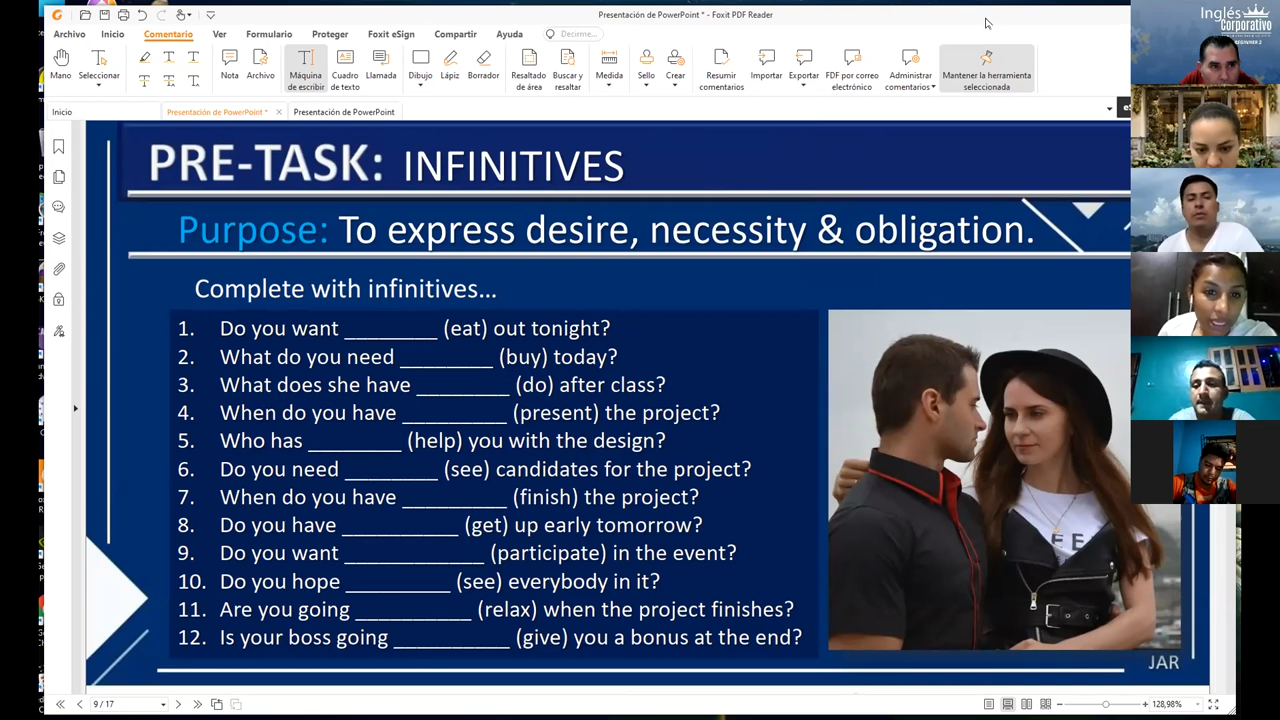 Presentación de PowerPoint * - Foxit PDF Reader
Archivo Inicio Comentario Ver Formulario Proteger Foxit eSign Compartir Ayuda Decirme...
Mano Seleccionar Nota Archivo Máquina de escribir Cuadro de texto Llamada Dibujo Lápiz Borrador Resaltado de área Buscar y resaltar Medida Sello Crear Resumir comentarios Importar Exportar FDF por correo electrónico Administrar comentarios Mantener la herramienta seleccionada
Inicio Presentación de PowerPoint * Presentación de PowerPoint
PRE-TASK: INFINITIVES
Purpose: To express desire, necessity & obligation.
Complete with infinitives...
1. Do you want ________ (eat) out tonight?
2. What do you need ________ (buy) today?
3. What does she have ________ (do) after class?
4. When do you have _________ (present) the project?
5. Who has ________ (help) you with the design?
6. Do you need ________ (see) candidates for the project?
7. When do you have _________ (finish) the project?
8. Do you have __________ (get) up early tomorrow?
9. Do you want ____________ (participate) in the event?
10. Do you hope _________ (see) everybody in it?
11. Are you going __________ (relax) when the project finishes?
12. Is your boss going __________ (give) you a bonus at the end?
JAR
9 / 17
128,98%
Inglés
Corporativo